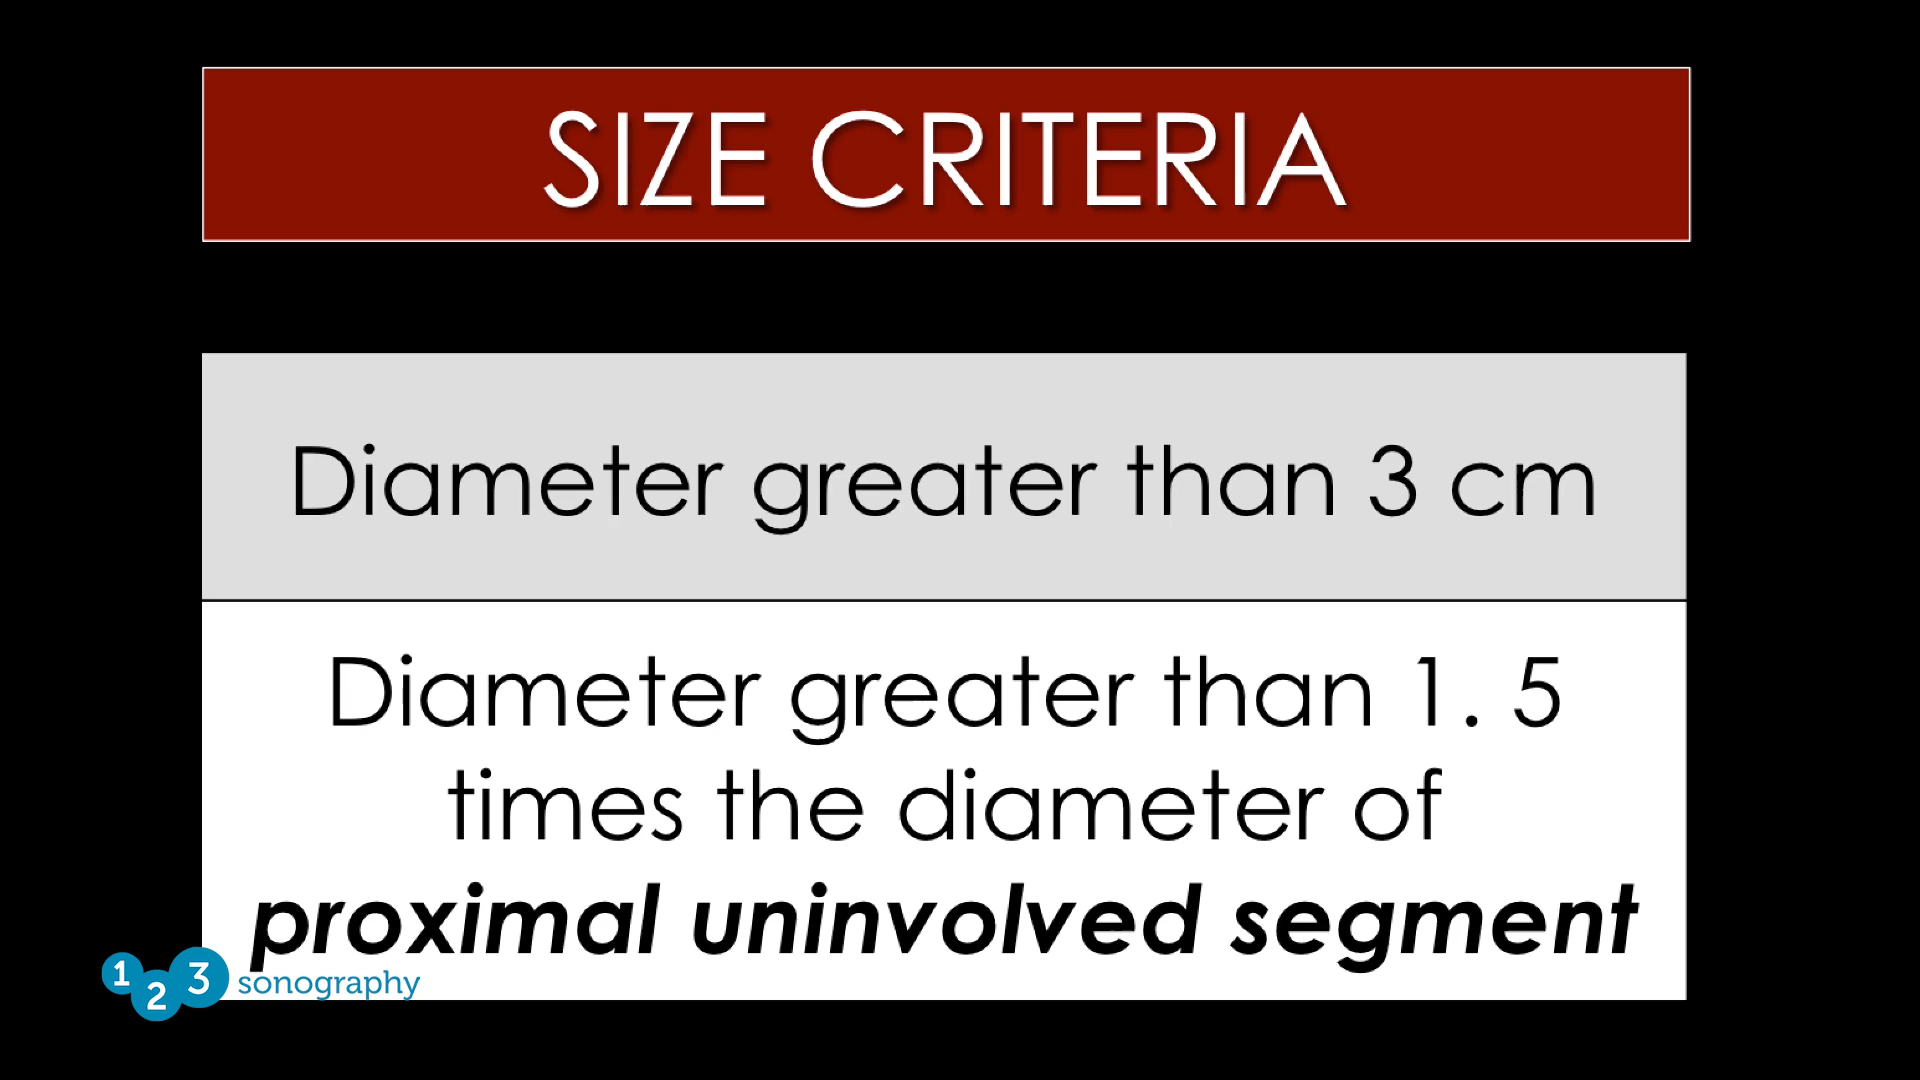 SIZE CRITERIA
Diameter greater than 3 cm
Diameter greater than 1. 5
times the diameter of
proximal uninvolved segment
1 2 3 sonography